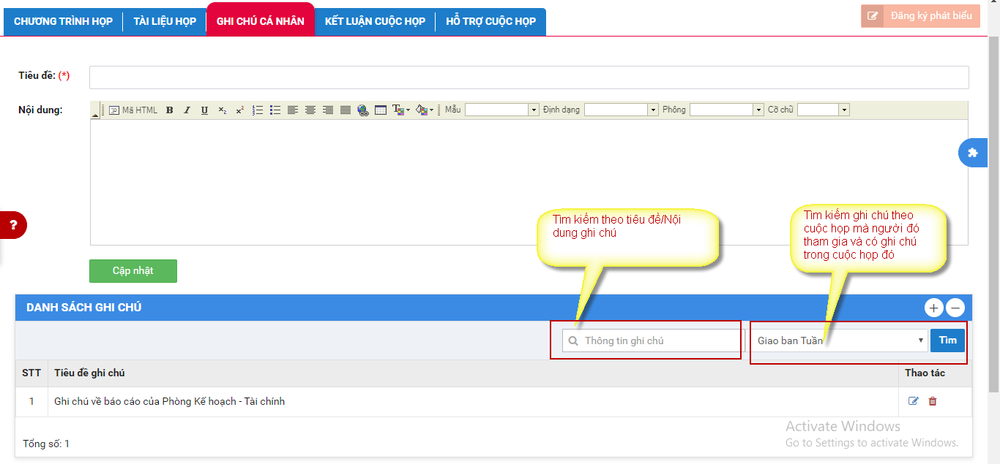 CHƯƠNG TRÌNH HỌP
TÀI LIỆU HỌP
GHI CHÚ CÁ NHÂN
KẾT LUẬN CUỘC HỌP
HỖ TRỢ CUỘC HỌP
Đăng ký phát biểu
Tiêu đề: (*)
Nội dung:
Mã HTML B I U x₂ x² Mẫu Định dạng Phông Cỡ chữ
?
Tìm kiếm theo tiêu đề/Nội
dung ghi chú
Tìm kiếm ghi chú theo
cuộc họp mà người đó
tham gia và có ghi chú
trong cuộc họp đó
Cập nhật
DANH SÁCH GHI CHÚ
Thông tin ghi chú
Giao ban Tuần
Tìm
STT Tiêu đề ghi chú Thao tác
1 Ghi chú về báo cáo của Phòng Kế hoạch - Tài chính
Tổng số: 1
Activate Windows
Go to Settings to activate Windows.